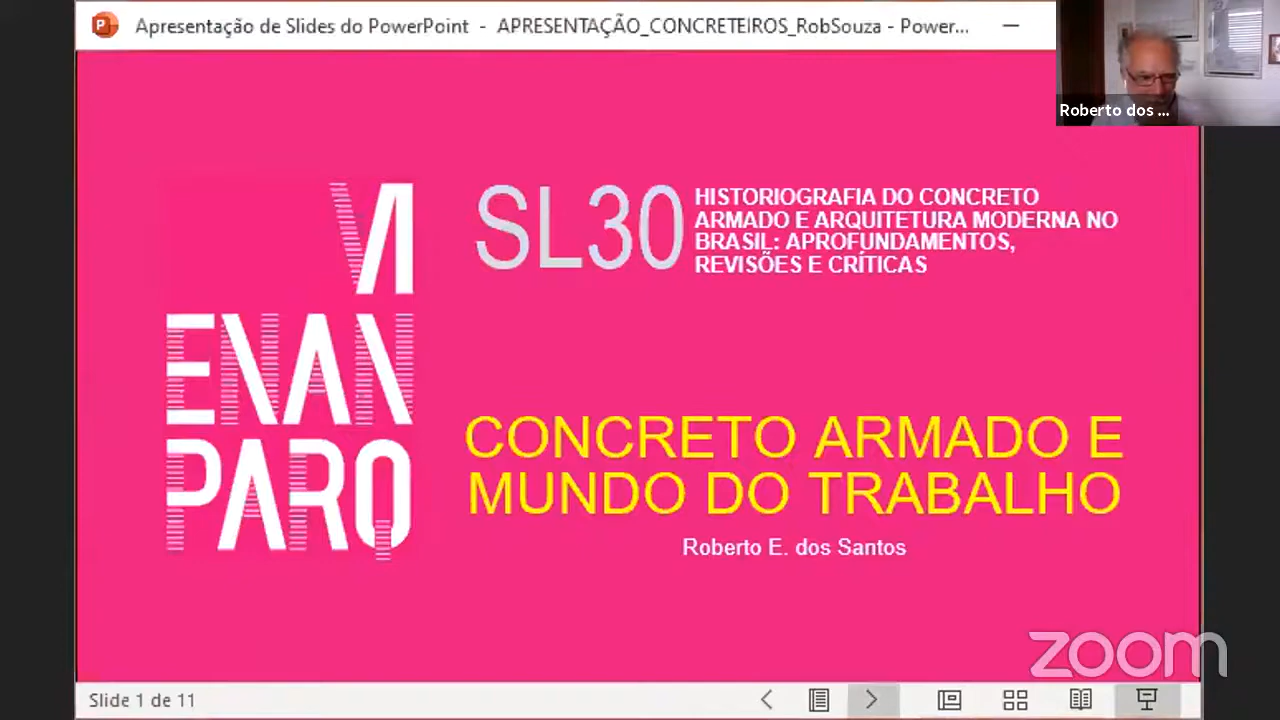 Apresentação de Slides do PowerPoint - APRESENTAÇÃO_CONCRETEIROS_RobSouza - Power...
Roberto dos ...
VI
ENAN
PARQ
SL30
HISTORIOGRAFIA DO CONCRETO
ARMADO E ARQUITETURA MODERNA NO
BRASIL: APROFUNDAMENTOS,
REVISÕES E CRÍTICAS
CONCRETO ARMADO E
MUNDO DO TRABALHO
Roberto E. dos Santos
zoom
Slide 1 de 11